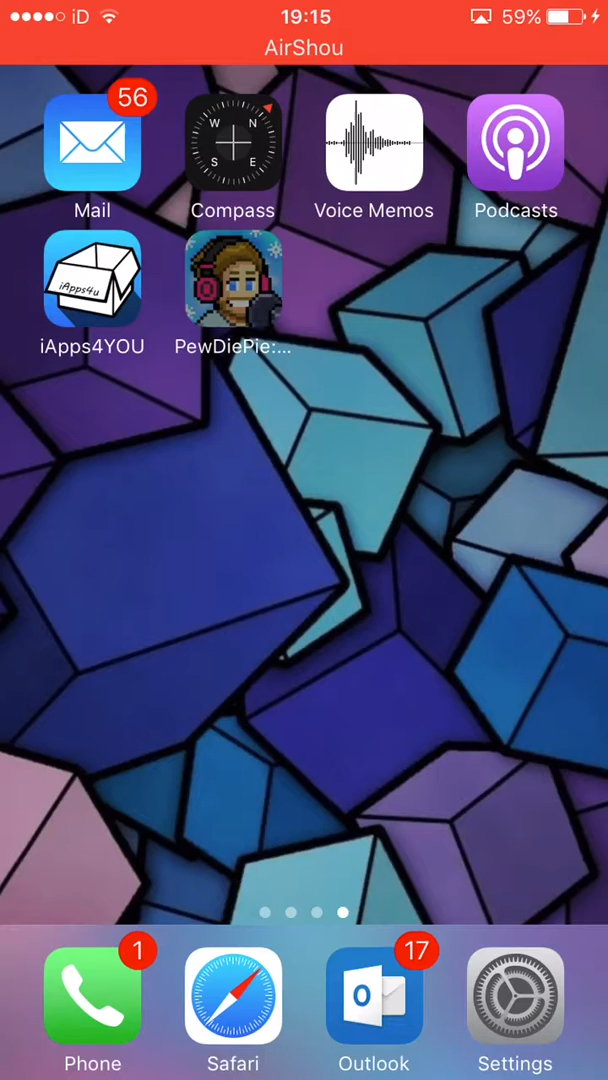 iD 19:15 59%
AirShou
56
W N
S E
Mail Compass Voice Memos Podcasts
iApps4u
iApps4YOU PewDiePie:...
1 17
O
Phone Safari Outlook Settings